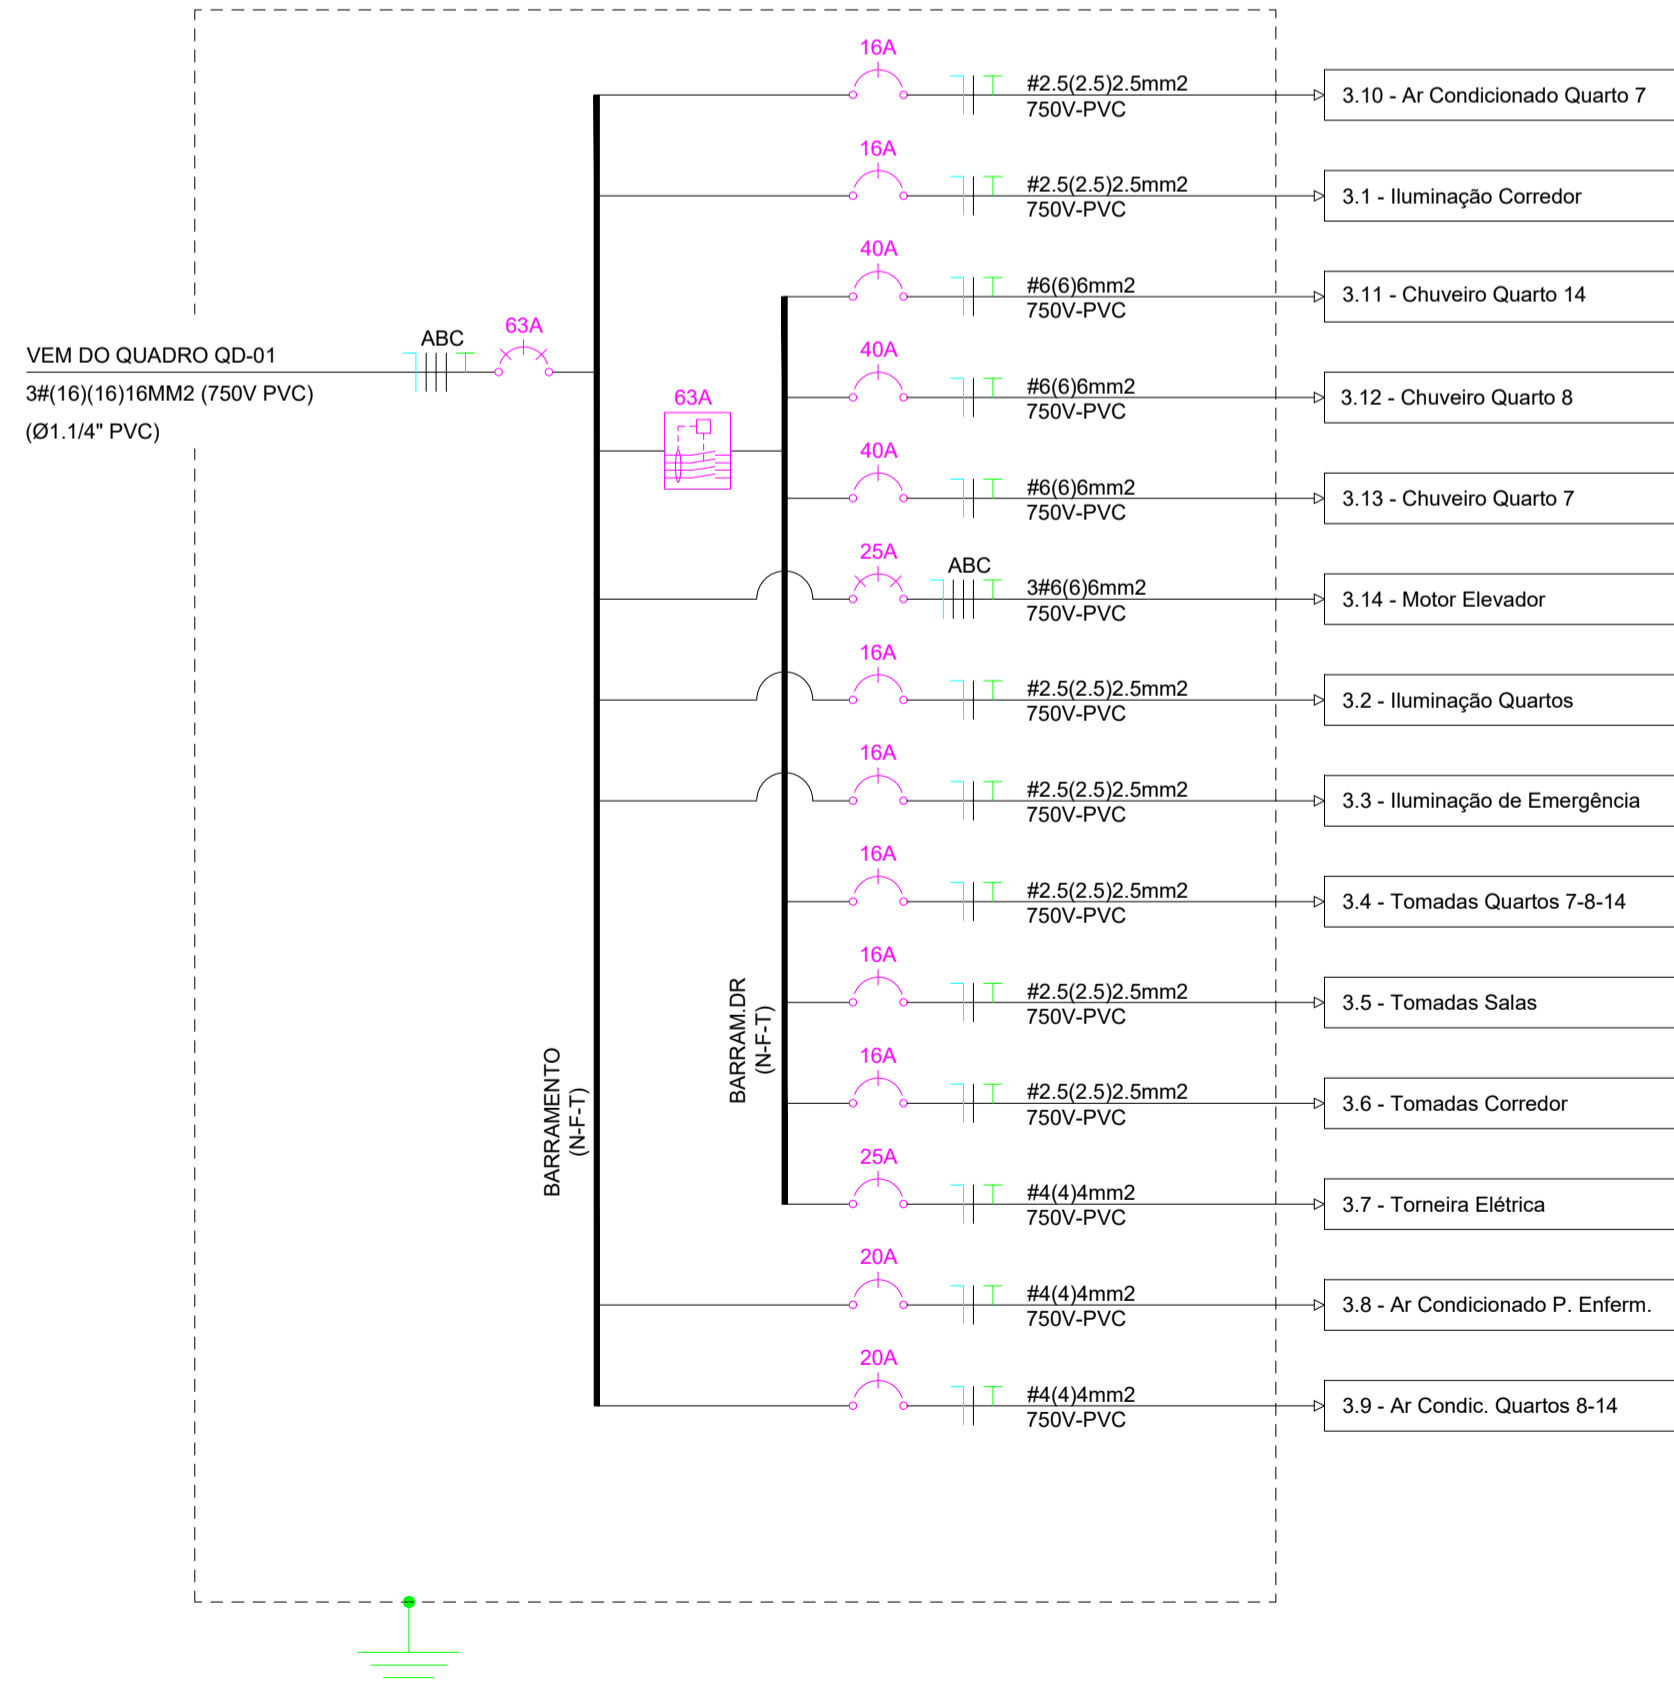 16A
#2.5(2.5)2.5mm2
750V-PVC
3.10 - Ar Condicionado Quarto 7
16A
#2.5(2.5)2.5mm2
750V-PVC
3.1 - Iluminação Corredor
40A
#6(6)6mm2
750V-PVC
3.11 - Chuveiro Quarto 14
VEM DO QUADRO QD-01
3#(16)(16)16MM2 (750V PVC)
(Ø1.1/4" PVC)
ABC
63A
63A
40A
#6(6)6mm2
750V-PVC
3.12 - Chuveiro Quarto 8
40A
#6(6)6mm2
750V-PVC
3.13 - Chuveiro Quarto 7
25A
ABC
3#6(6)6mm2
750V-PVC
3.14 - Motor Elevador
16A
#2.5(2.5)2.5mm2
750V-PVC
3.2 - Iluminação Quartos
16A
#2.5(2.5)2.5mm2
750V-PVC
3.3 - Iluminação de Emergência
16A
#2.5(2.5)2.5mm2
750V-PVC
3.4 - Tomadas Quartos 7-8-14
16A
#2.5(2.5)2.5mm2
750V-PVC
3.5 - Tomadas Salas
BARRAMENTO
(N-F-T)
BARRAM.DR
(N-F-T)
16A
#2.5(2.5)2.5mm2
750V-PVC
3.6 - Tomadas Corredor
25A
#4(4)4mm2
750V-PVC
3.7 - Torneira Elétrica
20A
#4(4)4mm2
750V-PVC
3.8 - Ar Condicionado P. Enferm.
20A
#4(4)4mm2
750V-PVC
3.9 - Ar Condic. Quartos 8-14